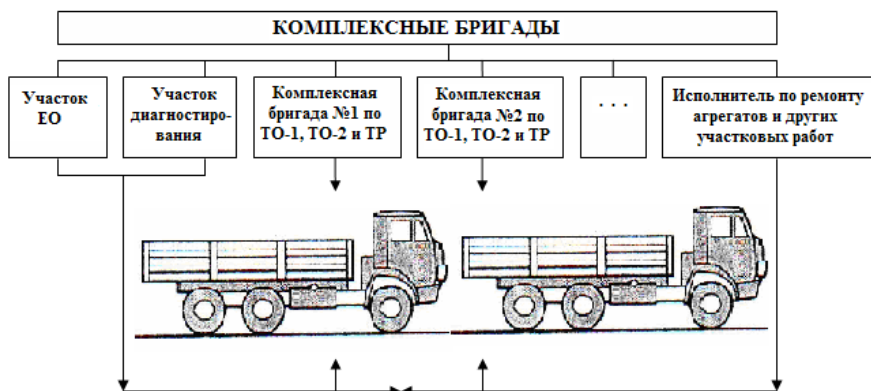 КОМПЛЕКСНЫЕ БРИГАДЫ
Участок
ЕО
Участок
диагностиро-
вания
Комплексная
бригада №1 по
ТО-1, ТО-2 и ТР
Комплексная
бригада №2 по
ТО-1, ТО-2 и ТР
. . .
Исполнитель по ремонту
агрегатов и других
участковых работ